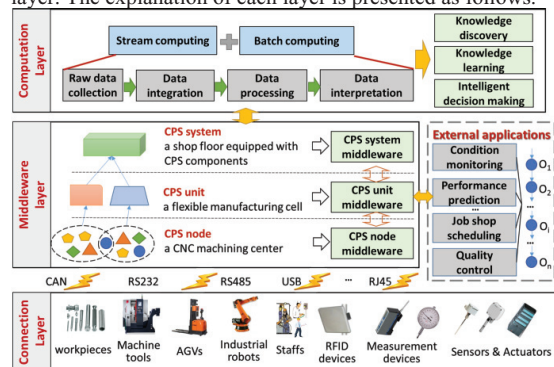 layer. The explanation of each layer is presented as follows.
Computation
Layer
Stream computing
Batch computing
Raw data
collection
Data
integration
Data
processing
Data
interpretation
Knowledge
discovery
Knowledge
learning
Intelligent
decision making
Middleware
layer
CPS system
a shop floor equipped with
CPS components
CPS system
middleware
CPS unit
a flexible manufacturing cell
CPS unit
middleware
CPS node
a CNC machining center
CPS node
middleware
External applications
Condition
monitoring
Performance
prediction
...
Job shop
scheduling
Quality
control
O1
O2
...
Oi
...
On
CAN
RS232
RS485
USB
...
RJ45
Connection
Layer
workpieces
Machine
tools
AGVs
Industrial
robots
Staffs
RFID
devices
Measurement
devices
Sensors & Actuators